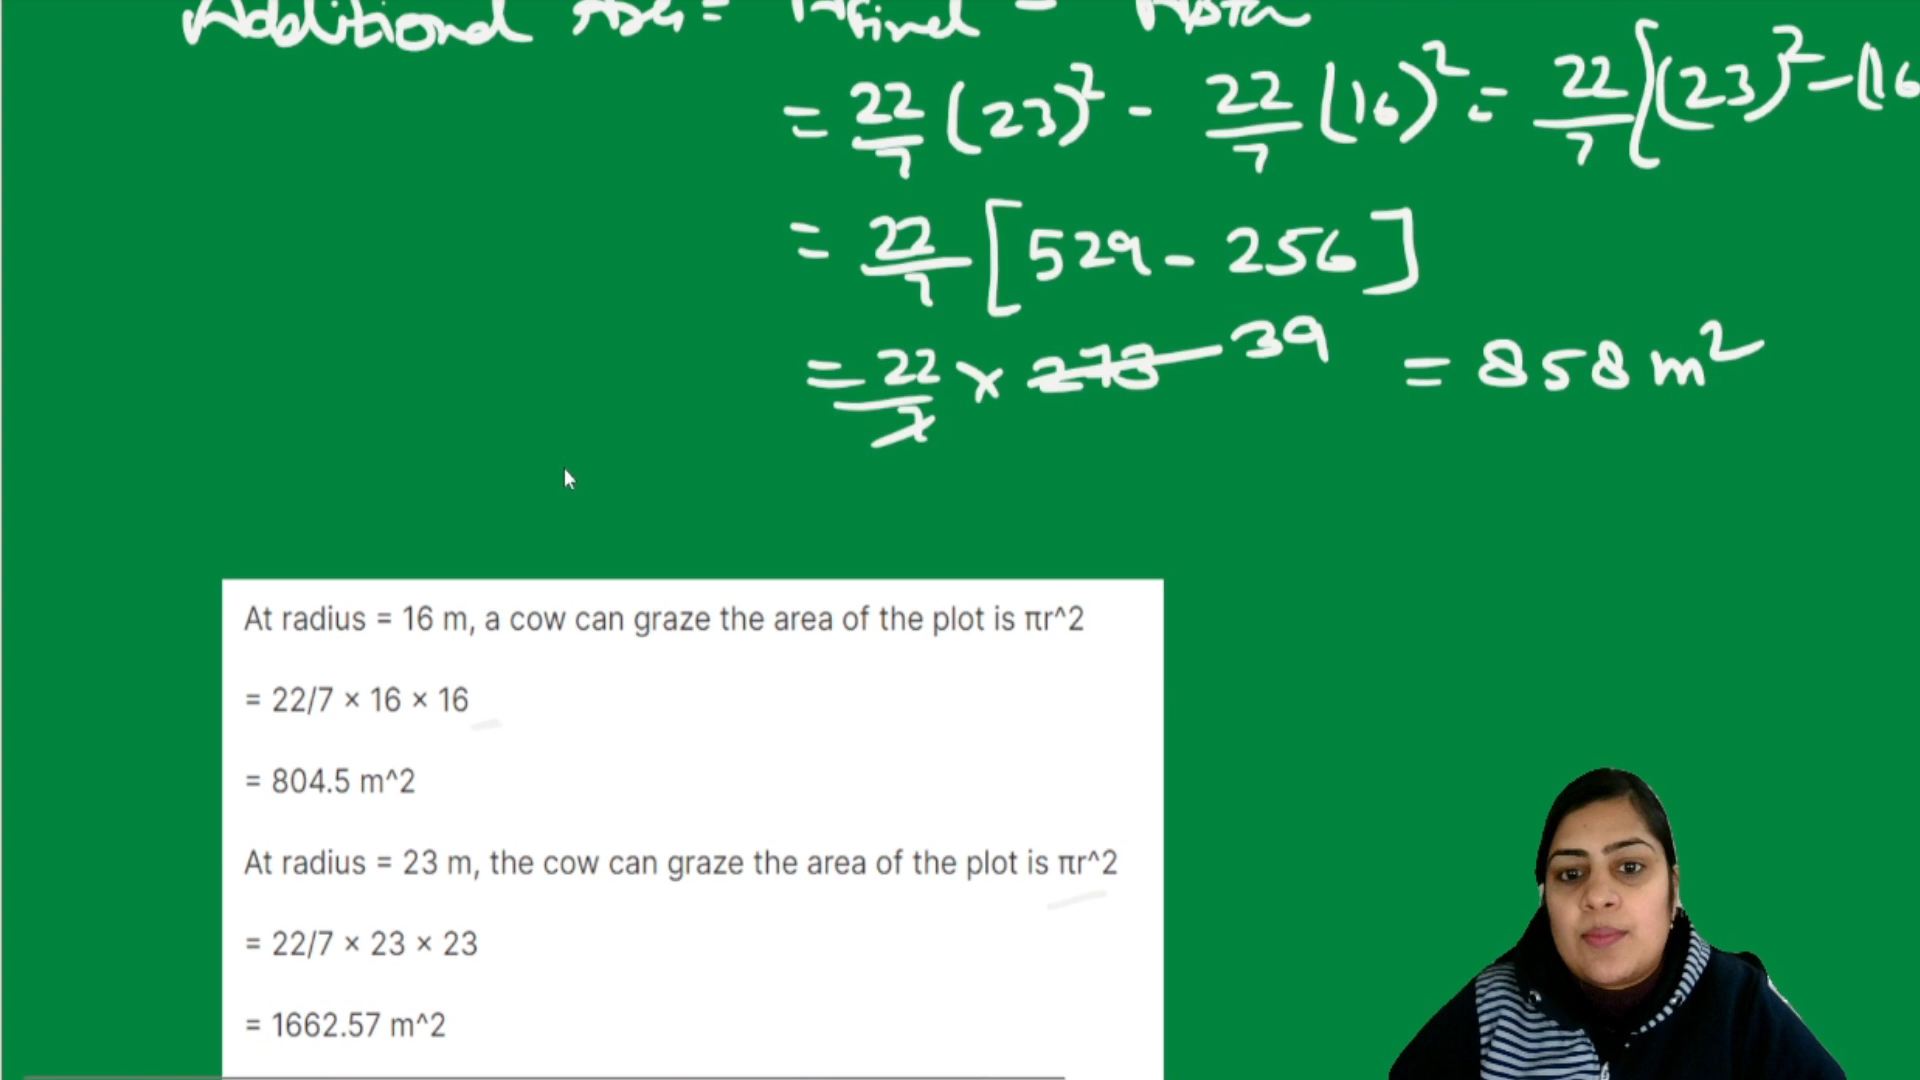 Additional Area = Afinal -
= 22/7 (23)² - 22/7 (16)² = 22/7 [(23)² - (16
= 22/7 [529 - 256]
= 22/7 × 273 39 = 858 m²
At radius = 16 m, a cow can graze the area of the plot is πr^2
= 22/7 × 16 × 16
= 804.5 m^2
At radius = 23 m, the cow can graze the area of the plot is πr^2
= 22/7 × 23 × 23
= 1662.57 m^2